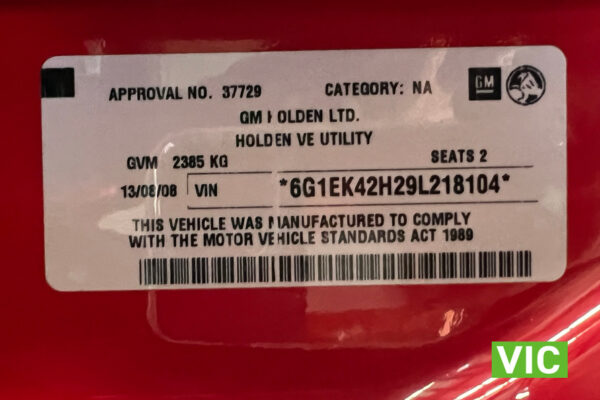 APPROVAL NO. 37729 CATEGORY: NA GM
GM HOLDEN LTD.
HOLDEN VE UTILITY
GVM 2385 KG SEATS 2
13/08/08 VIN *6G1EK42H29L218104*
THIS VEHICLE WAS MANUFACTURED TO COMPLY
WITH THE MOTOR VEHICLE STANDARDS ACT 1989
VIC